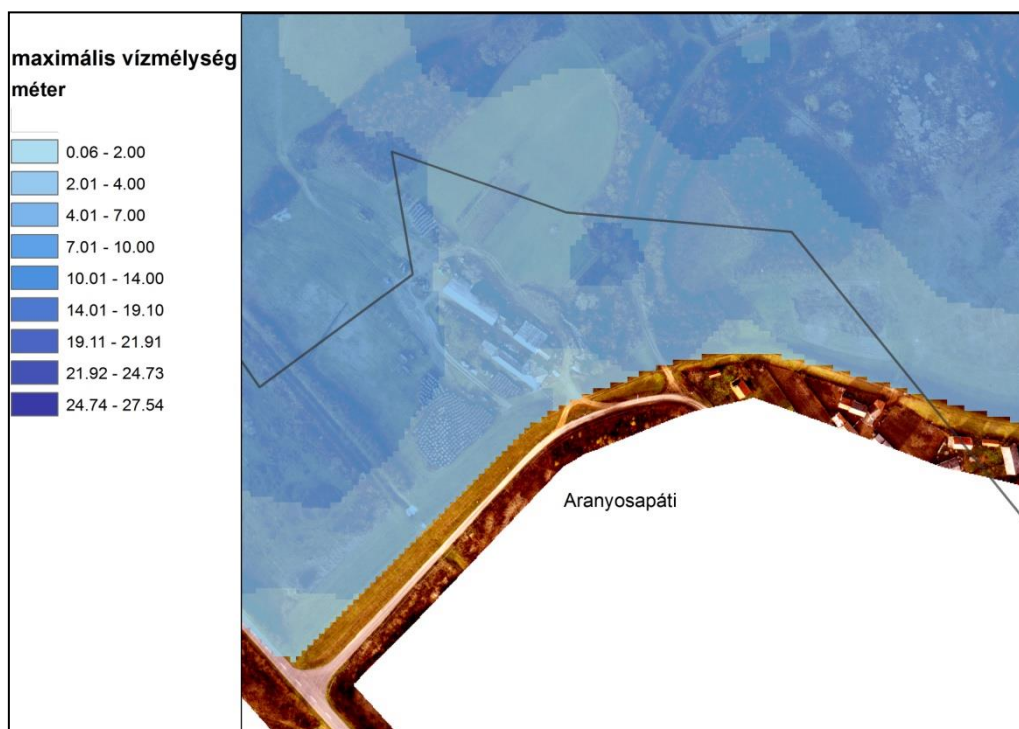 maximális vízmélység
méter
0.06 - 2.00
2.01 - 4.00
4.01 - 7.00
7.01 - 10.00
10.01 - 14.00
14.01 - 19.10
19.11 - 21.91
21.92 - 24.73
24.74 - 27.54
Aranyosapáti